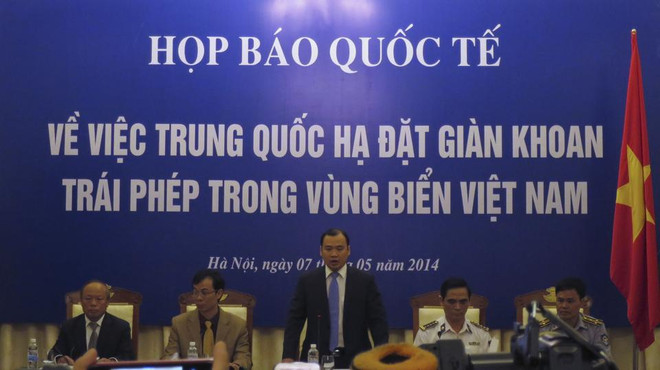 HỌP BÁO QUỐC TẾ
VỀ VIỆC TRUNG QUỐC HẠ ĐẶT GIÀN KHOAN
TRÁI PHÉP TRONG VÙNG BIỂN VIỆT NAM
Hà Nội, ngày 07 tháng 05 năm 2014